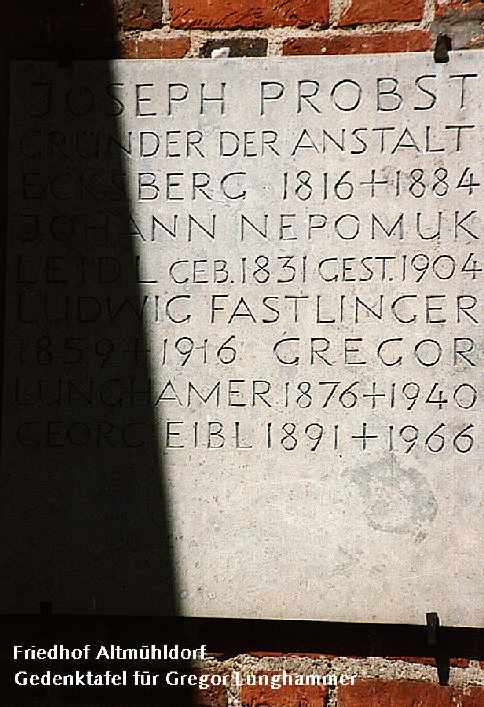 JOSEPH PROBST
GRÜNDER DER ANSTALT
ECKSBERG 1816+1884
JOHANN NEPOMUK
LEIDL GEB. 1831 GEST. 1904
LUDWIG FASTLINGER
1859+1916 GREGOR
LUNGHAMER 1876+1940
GEORG EIBL 1891+1966
Friedhof Altmühldorf
Gedenktafel für Gregor Lunghammer